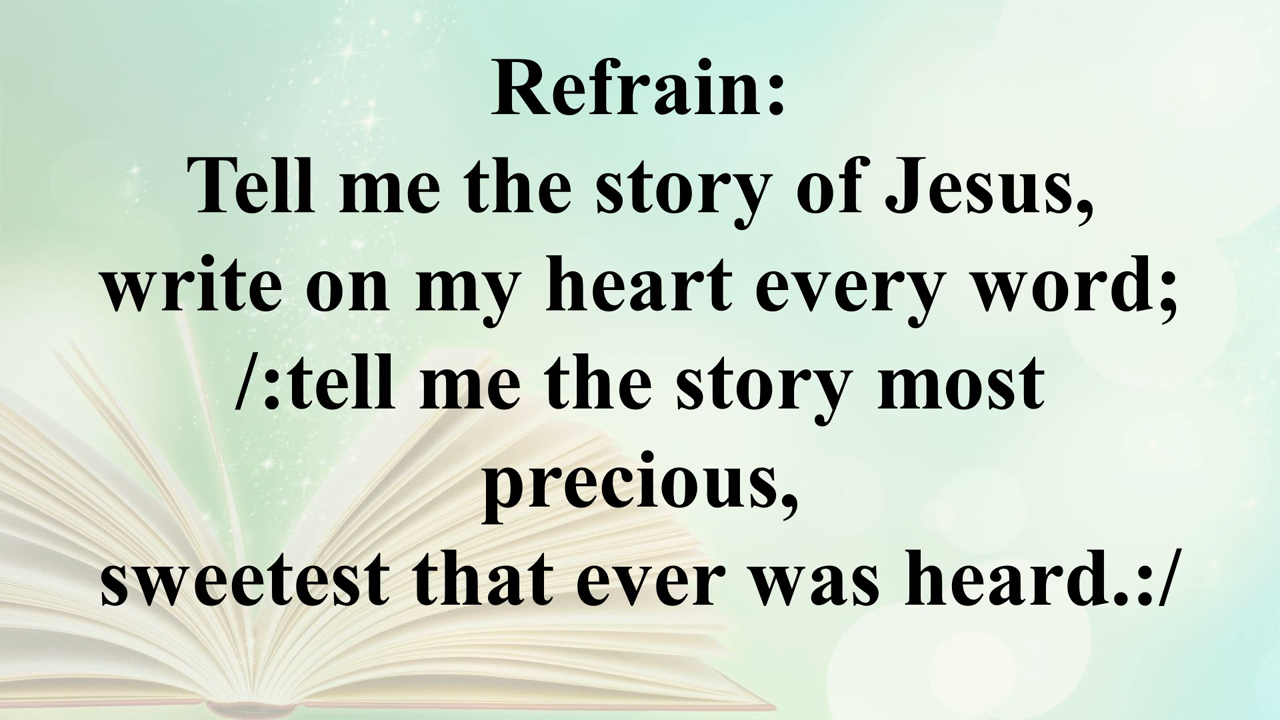 Refrain:
Tell me the story of Jesus,
write on my heart every word;
/:tell me the story most
precious,
sweetest that ever was heard.:/